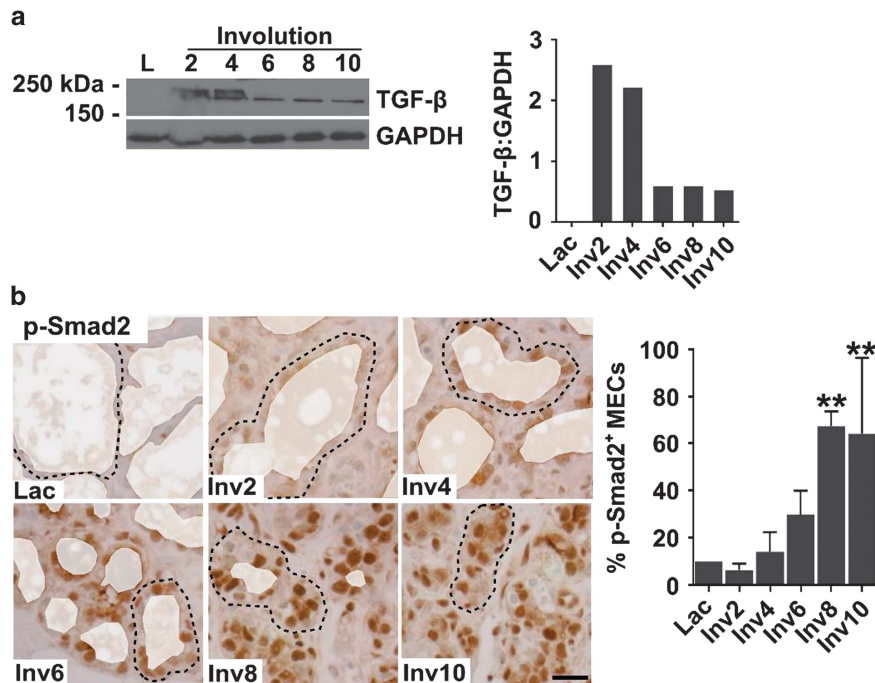 a
Involution
L 2 4 6 8 10
250 kDa -
150 -
TGF-β
GAPDH
TGF-β:GAPDH
3
2
1
0
Lac Inv2 Inv4 Inv6 Inv8 Inv10
b
p-Smad2
Lac
Inv2
Inv4
Inv6
Inv8
Inv10
% p-Smad2⁺ MECs
100
80
60
40
20
0
** **
Lac Inv2 Inv4 Inv6 Inv8 Inv10